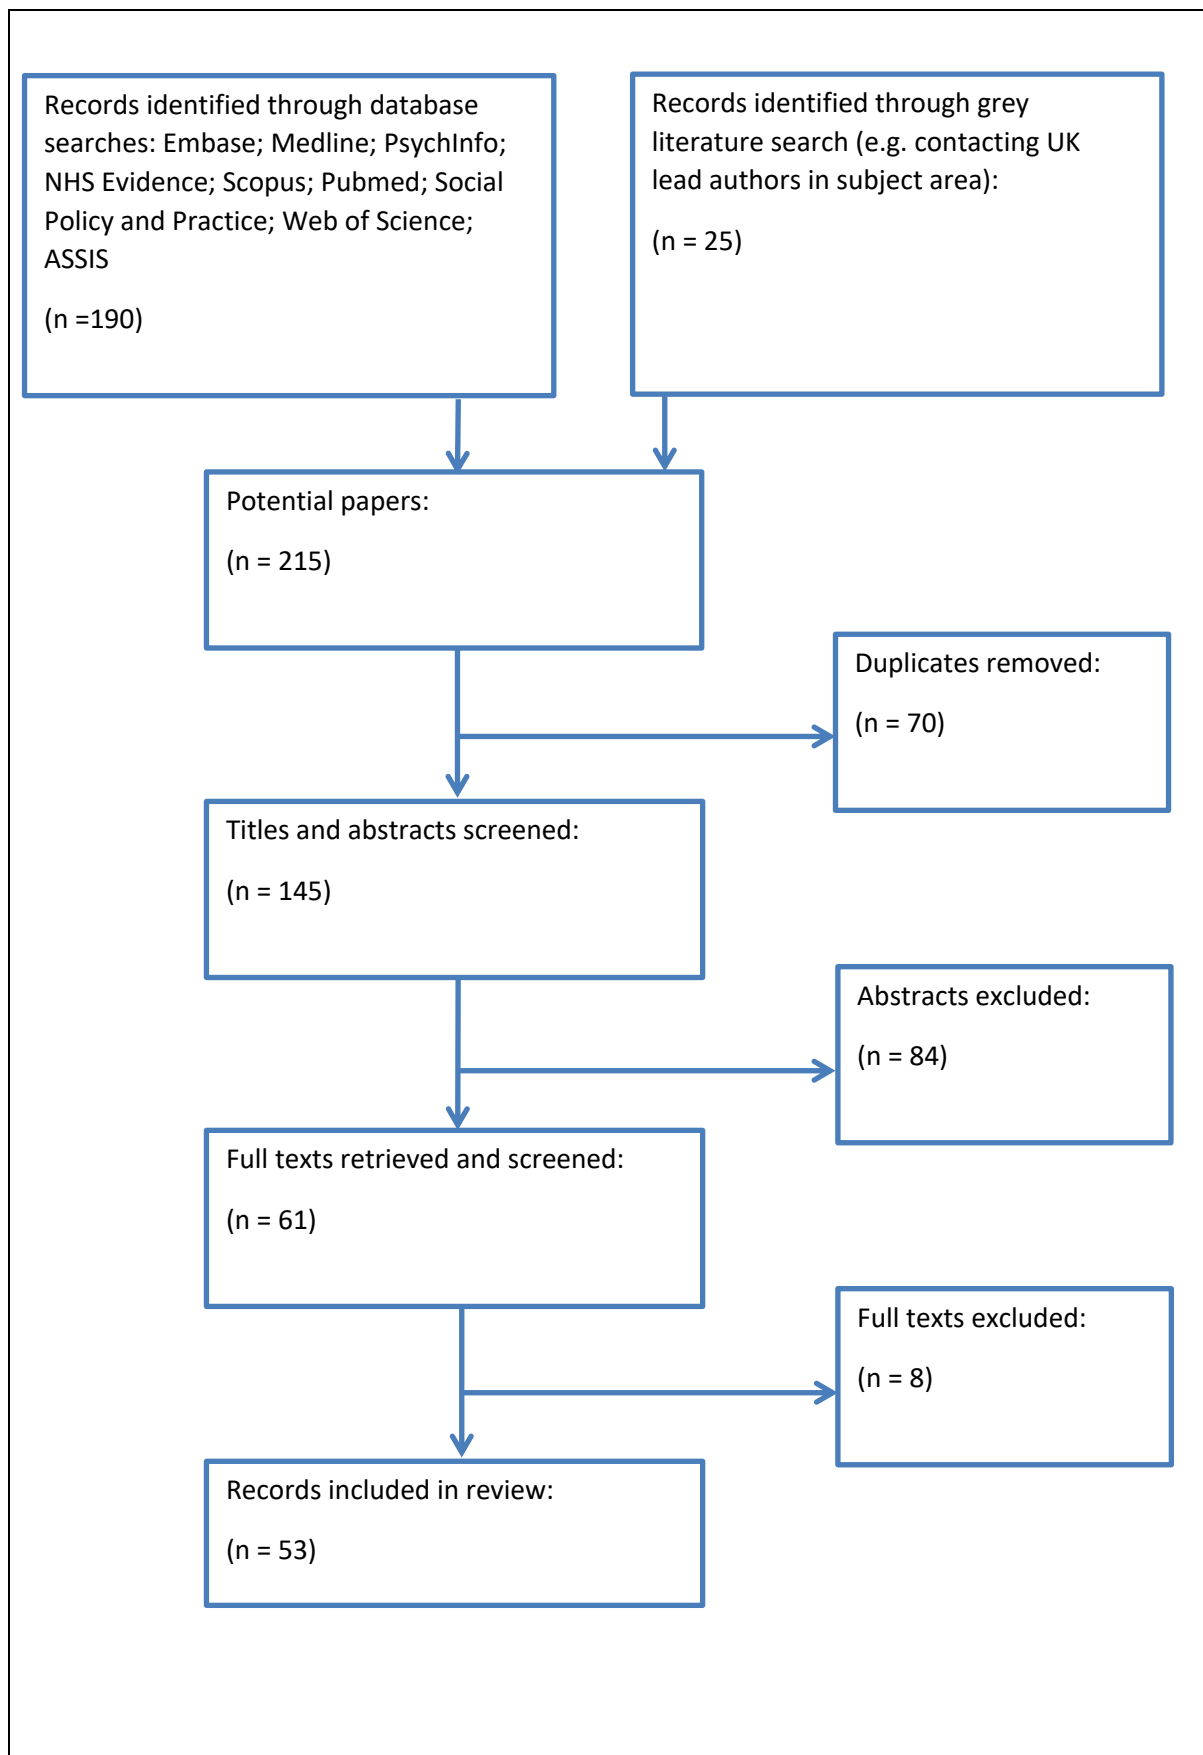 Records identified through database
searches: Embase; Medline; PsychInfo;
NHS Evidence; Scopus; Pubmed; Social
Policy and Practice; Web of Science;
ASSIS
(n =190)
Records identified through grey
literature search (e.g. contacting UK
lead authors in subject area):
(n = 25)
Potential papers:
(n = 215)
Duplicates removed:
(n = 70)
Titles and abstracts screened:
(n = 145)
Abstracts excluded:
(n = 84)
Full texts retrieved and screened:
(n = 61)
Full texts excluded:
(n = 8)
Records included in review:
(n = 53)